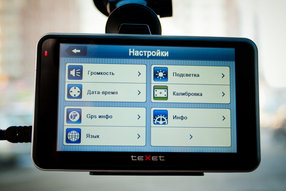 Настройки
Громкость
Подсветка
Дата-время
Калибровка
Gps инфо
Инфо
Язык
teXet